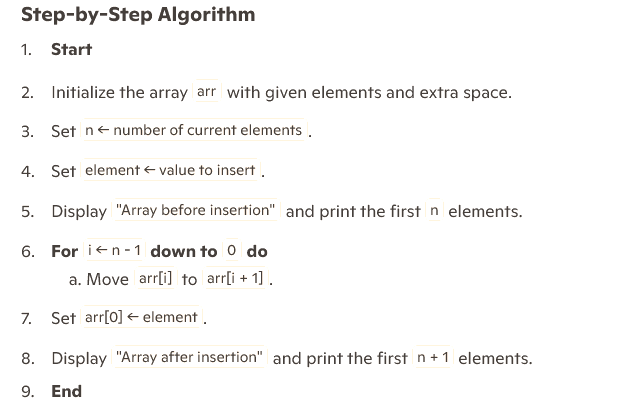 Step-by-Step Algorithm
1. Start
2. Initialize the array arr with given elements and extra space.
3. Set n ← number of current elements .
4. Set element ← value to insert .
5. Display "Array before insertion" and print the first n elements.
6. For i ← n - 1 down to 0 do
a. Move arr[i] to arr[i + 1] .
7. Set arr[0] ← element .
8. Display "Array after insertion" and print the first n + 1 elements.
9. End